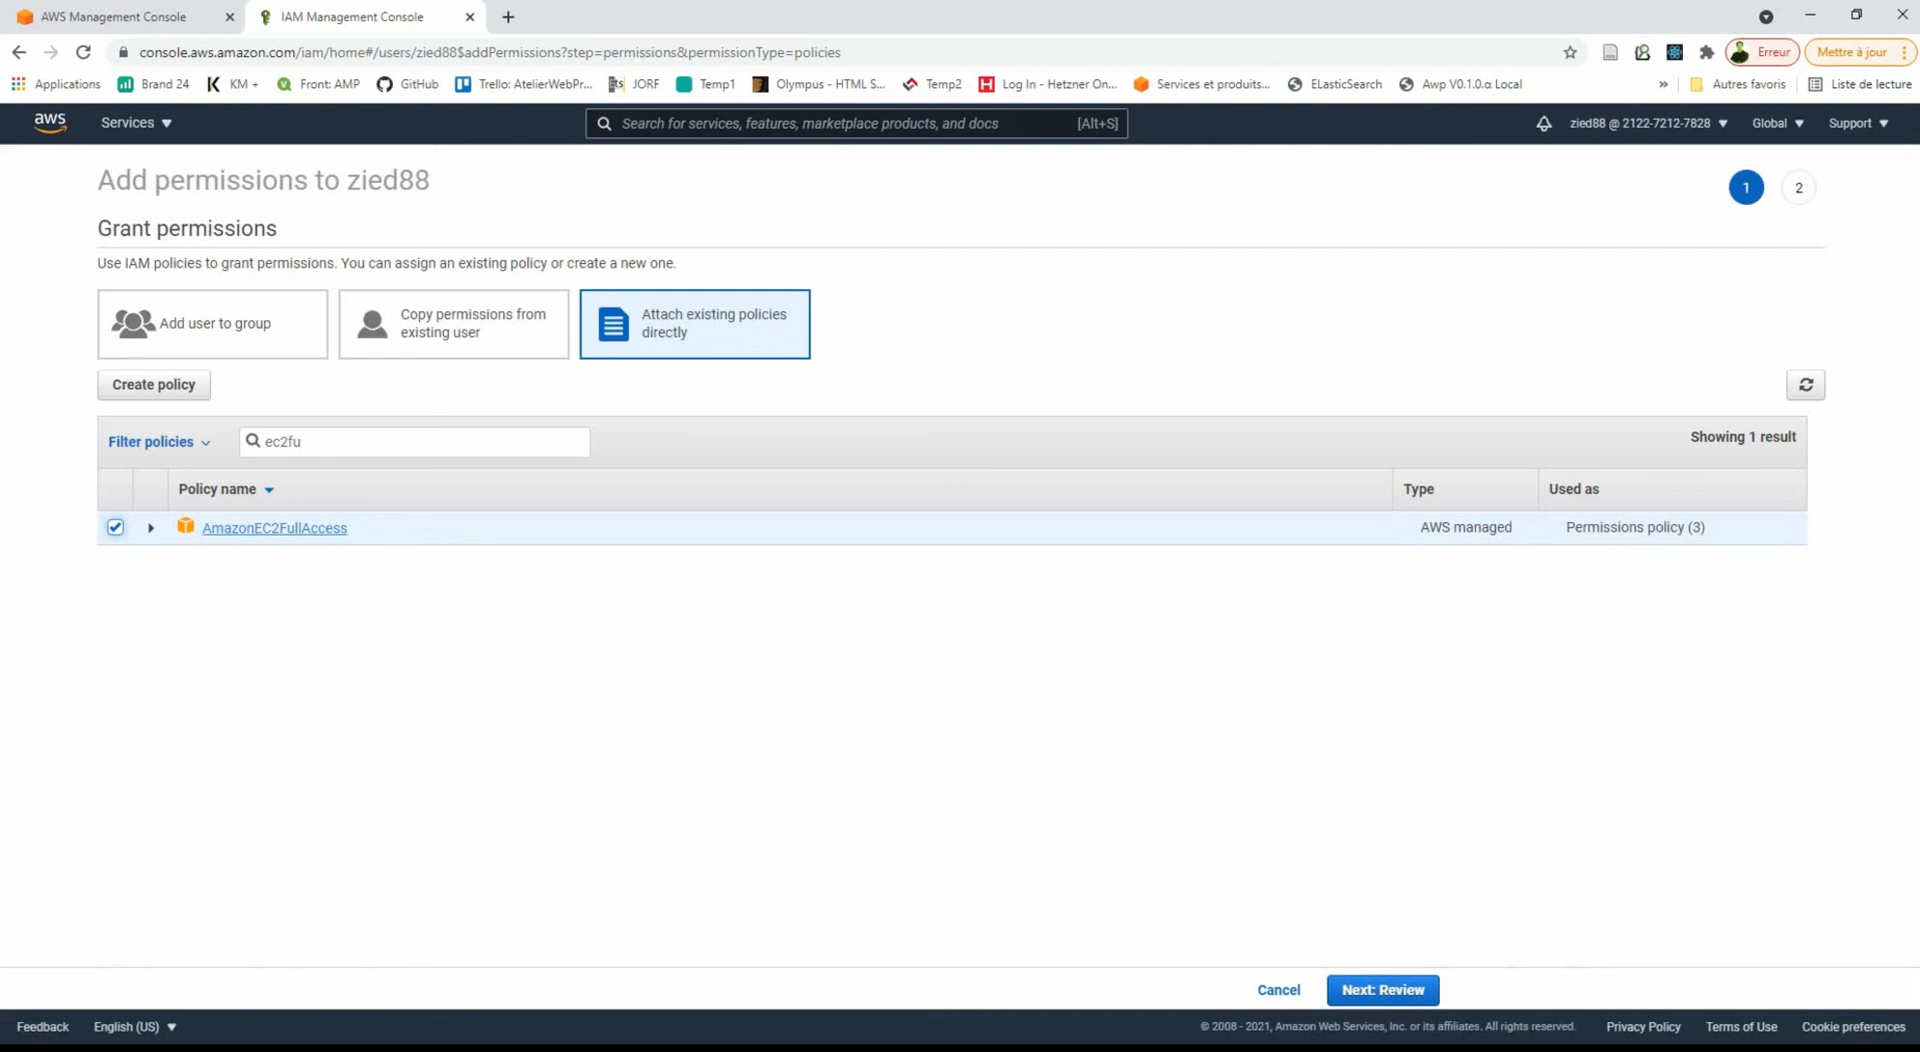 AWS Management Console
IAM Management Console
console.aws.amazon.com/iam/home#/users/zied88$addPermissions?step=permissions&permissionType=policies
Erreur
Mettre à jour
Applications
Brand 24
KM +
Front: AMP
GitHub
Trello: AtelierWebPr...
JORF
Temp1
Olympus - HTML S...
Temp2
Log In - Hetzner On...
Services et produits...
ELasticSearch
Awp V0.1.0.α Local
»
Autres favoris
Liste de lecture
aws
Services
Search for services, features, marketplace products, and docs
[Alt+S]
zied88 @ 2122-7212-7828
Global
Support
Add permissions to zied88
1
2
Grant permissions
Use IAM policies to grant permissions. You can assign an existing policy or create a new one.
Add user to group
Copy permissions from
existing user
Attach existing policies
directly
Create policy
Filter policies
ec2fu
Showing 1 result
Policy name
Type
Used as
AmazonEC2FullAccess
AWS managed
Permissions policy (3)
Cancel
Next: Review
Feedback
English (US)
© 2008 - 2021, Amazon Web Services, Inc. or its affiliates. All rights reserved.
Privacy Policy
Terms of Use
Cookie preferences